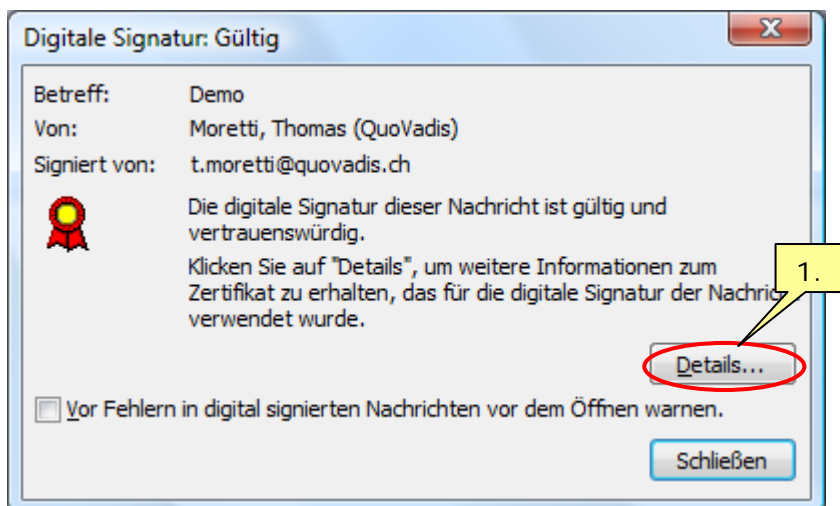 Digitale Signatur: Gültig
Betreff: Demo
Von: Moretti, Thomas (QuoVadis)
Signiert von: t.moretti@quovadis.ch
Die digitale Signatur dieser Nachricht ist gültig und
vertrauenswürdig.
Klicken Sie auf "Details", um weitere Informationen zum
Zertifikat zu erhalten, das für die digitale Signatur der Nachricht
verwendet wurde.
1.
Details...
Vor Fehlern in digital signierten Nachrichten vor dem Öffnen warnen.
Schließen